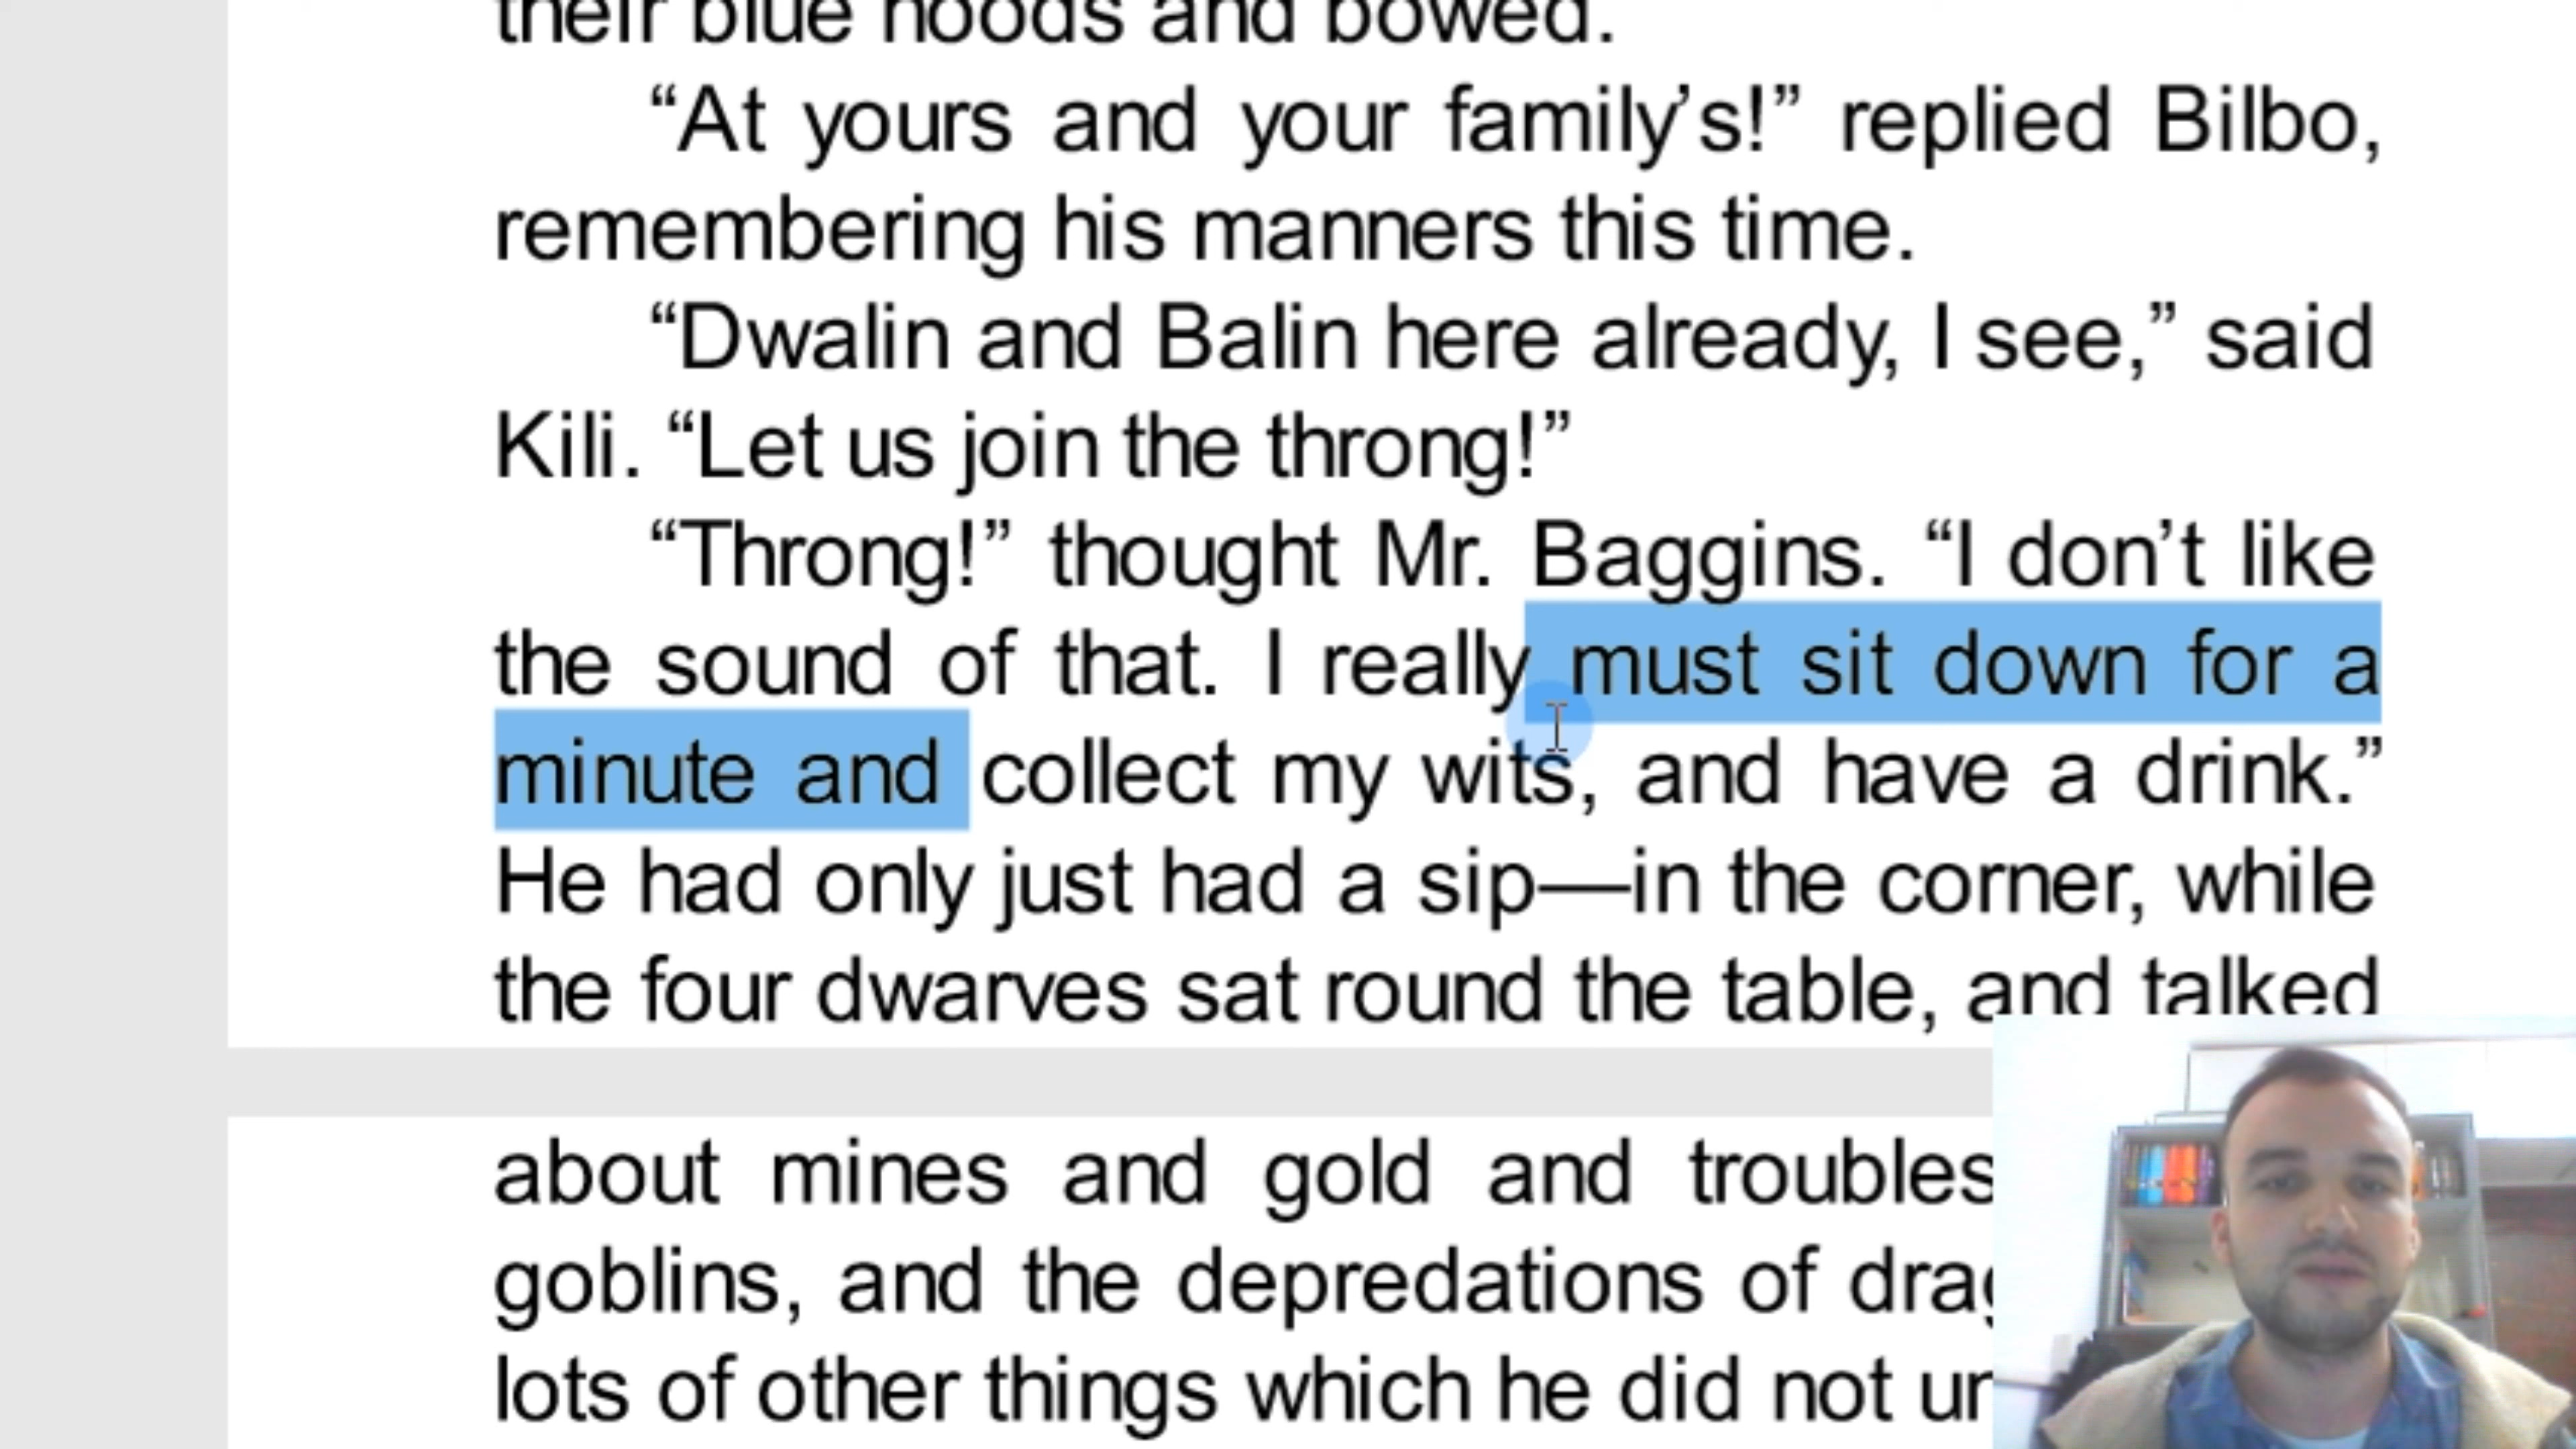 their blue hoods and bowed.
“At yours and your family’s!” replied Bilbo,
remembering his manners this time.
“Dwalin and Balin here already, I see,” said
Kili. “Let us join the throng!”
“Throng!” thought Mr. Baggins. “I don’t like
the sound of that. I really must sit down for a
minute and collect my wits, and have a drink.”
He had only just had a sip—in the corner, while
the four dwarves sat round the table, and talked
about mines and gold and
goblins, and the depredations of
lots of other things which he did not